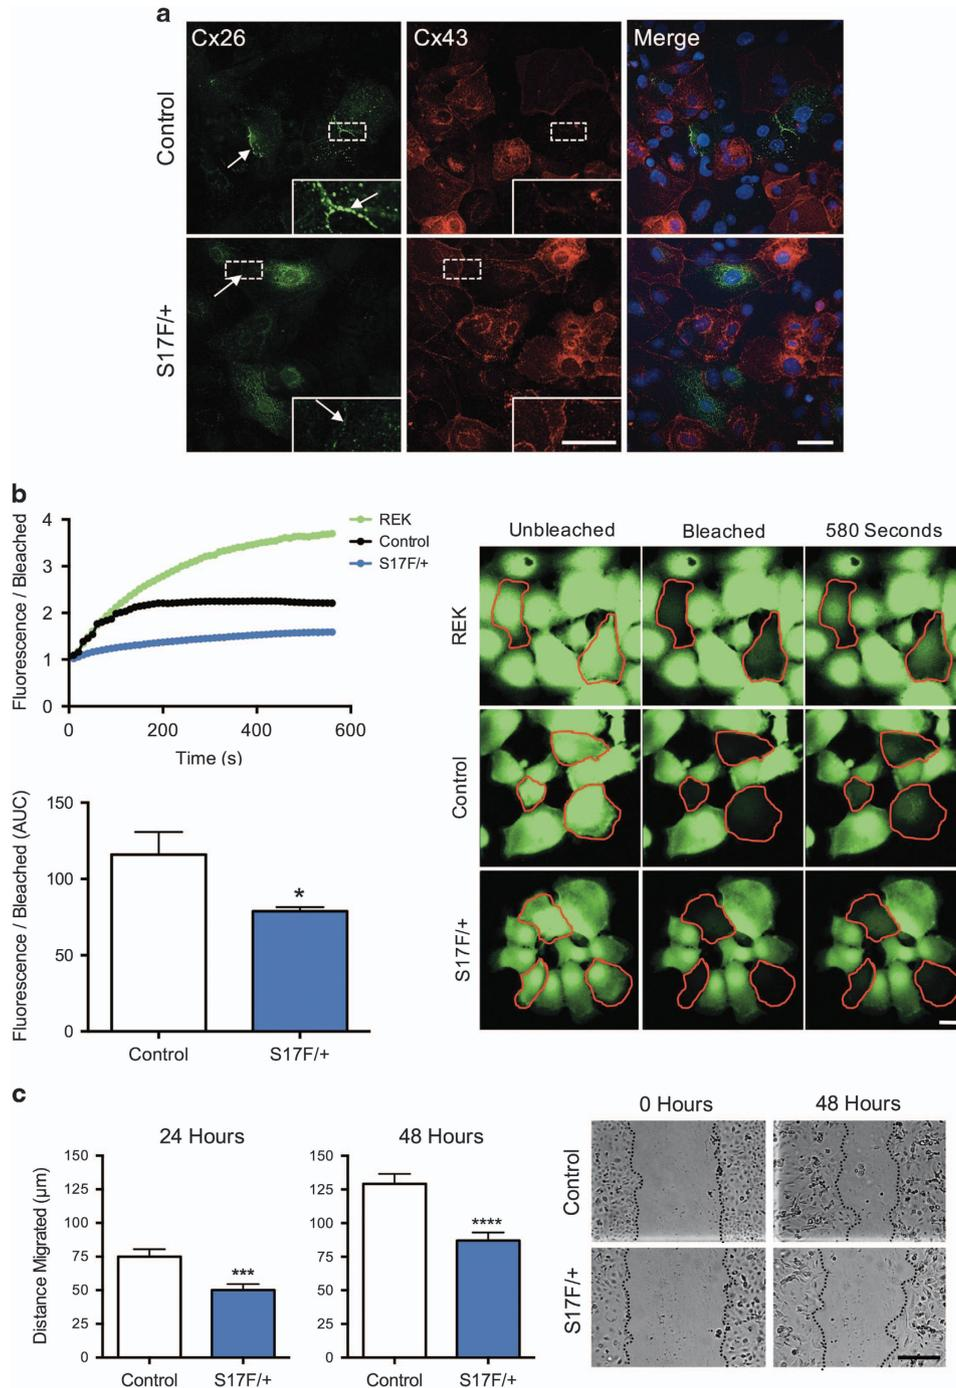 a
Cx26
Cx43
Merge
Control
S17F/+
b
Fluorescence / Bleached
4
3
2
1
0
0
200
400
600
Time (s)
REK
Control
S17F/+
Unbleached
Bleached
580 Seconds
REK
Control
S17F/+
Fluorescence / Bleached (AUC)
150
100
50
0
*
Control
S17F/+
c
24 Hours
Distance Migrated (µm)
150
125
100
75
50
25
0
***
Control
S17F/+
48 Hours
150
125
100
75
50
25
0
****
Control
S17F/+
0 Hours
48 Hours
Control
S17F/+